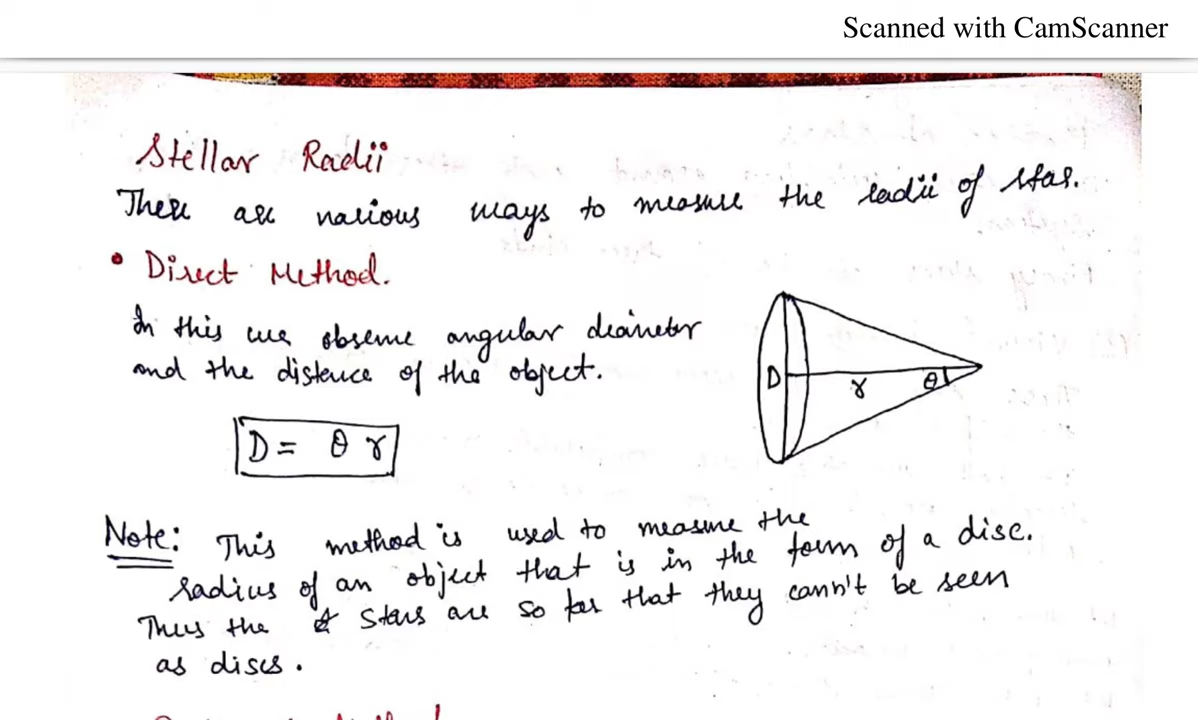 Scanned with CamScanner
Stellar Radii
There are various ways to measure the radii of star.
• Direct Method.
In this we observe angular diameter
and the distance of the object.
D
r
θ
D = θ r
Note: This method is used to measure the
radius of an object that is in the form of a disc.
Thus the stars are so far that they cann't be seen
as discs.